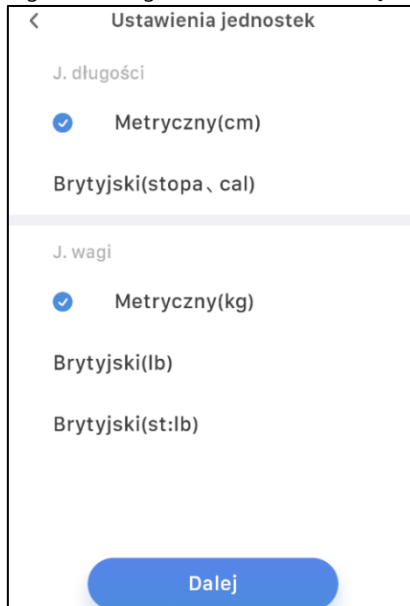 Ustawienia jednostek
J. długości
Metryczny(cm)
Brytyjski(stopa、cal)
J. wagi
Metryczny(kg)
Brytyjski(lb)
Brytyjski(st:lb)
Dalej